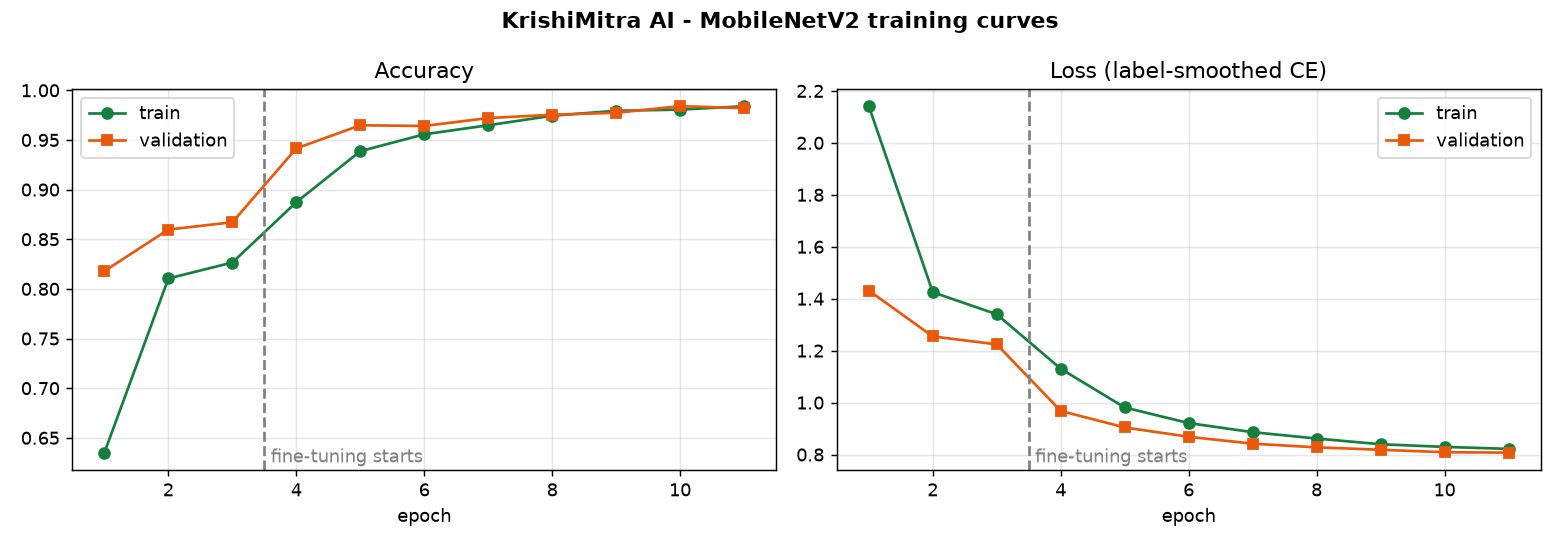 KrishiMitra AI - MobileNetV2 training curves
Accuracy
1.00
0.95
0.90
0.85
0.80
0.75
0.70
0.65
train
validation
fine-tuning starts
2 4 6 8 10
epoch
Loss (label-smoothed CE)
2.2
2.0
1.8
1.6
1.4
1.2
1.0
0.8
train
validation
fine-tuning starts
2 4 6 8 10
epoch